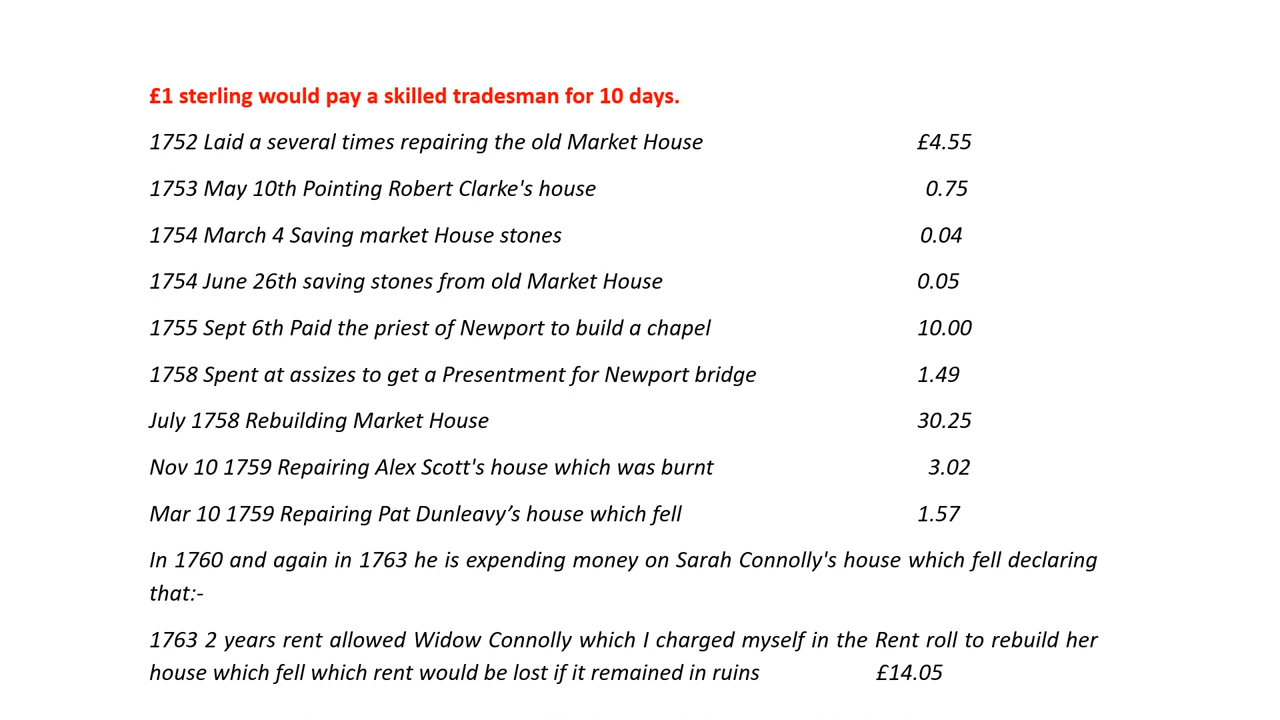 £1 sterling would pay a skilled tradesman for 10 days.
1752 Laid a several times repairing the old Market House £4.55
1753 May 10th Pointing Robert Clarke's house 0.75
1754 March 4 Saving market House stones 0.04
1754 June 26th saving stones from old Market House 0.05
1755 Sept 6th Paid the priest of Newport to build a chapel 10.00
1758 Spent at assizes to get a Presentment for Newport bridge 1.49
July 1758 Rebuilding Market House 30.25
Nov 10 1759 Repairing Alex Scott's house which was burnt 3.02
Mar 10 1759 Repairing Pat Dunleavy’s house which fell 1.57
In 1760 and again in 1763 he is expending money on Sarah Connolly's house which fell declaring
that:-
1763 2 years rent allowed Widow Connolly which I charged myself in the Rent roll to rebuild her
house which fell which rent would be lost if it remained in ruins £14.05